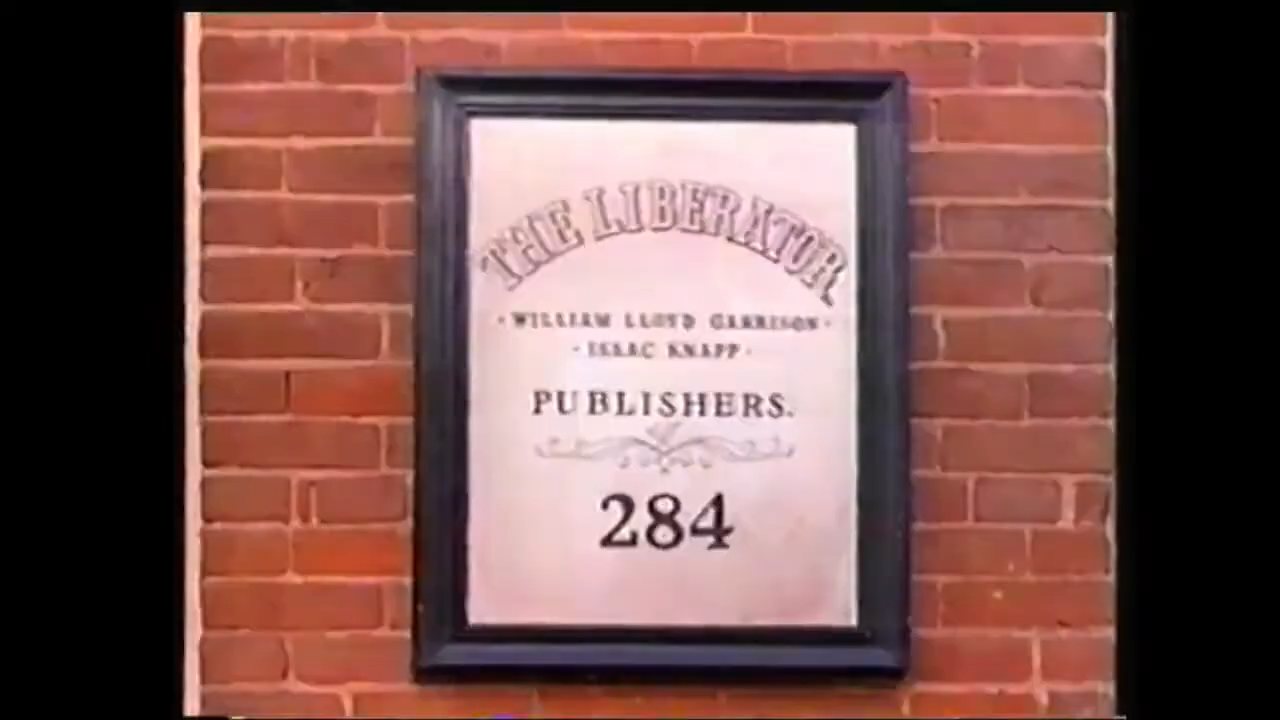 THE LIBERATOR
· WILLIAM LLOYD GARRISON ·
· ISAAC KNAPP ·
PUBLISHERS.
284